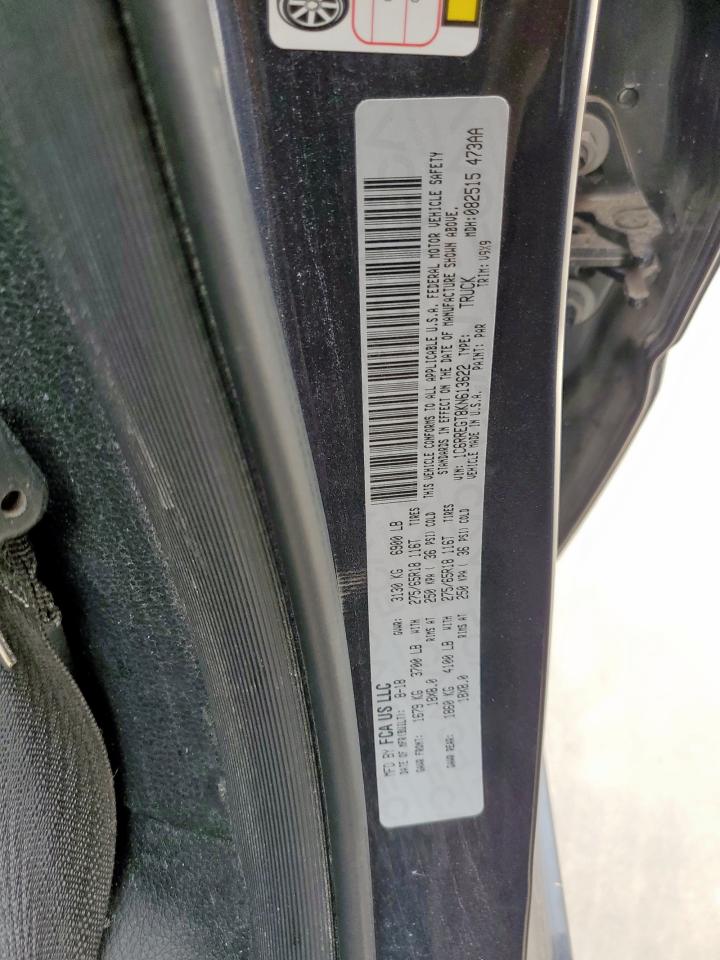 MFD BY FCA US LLC
DATE OF MFR(BUILT): 8-18 GVWR: 3130 KG 6900 LB
GAWR FRONT: 1679 KG 3700 LB WITH 275/65R18 116T TIRES
18X8.0 RIMS AT 250 KPA ( 36 PSI) COLD
GAWR REAR: 1860 KG 4100 LB WITH 275/65R18 116T TIRES
18X8.0 RIMS AT 250 KPA ( 36 PSI) COLD
THIS VEHICLE CONFORMS TO ALL APPLICABLE U.S.A. FEDERAL MOTOR VEHICLE SAFETY
STANDARDS IN EFFECT ON THE DATE OF MANUFACTURE SHOWN ABOVE.
VIN: 1C6RREGT8KN613622 TYPE: TRUCK MDH:082515 473AA
VEHICLE MADE IN U.S.A. PAINT: PAR TRIM: V9X9